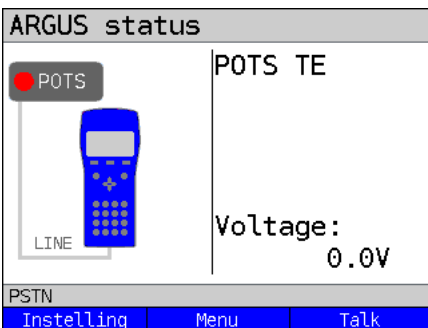 ARGUS status
POTS
POTS TE
LINE
Voltage:
0.0V
PSTN
Instelling Menu Talk